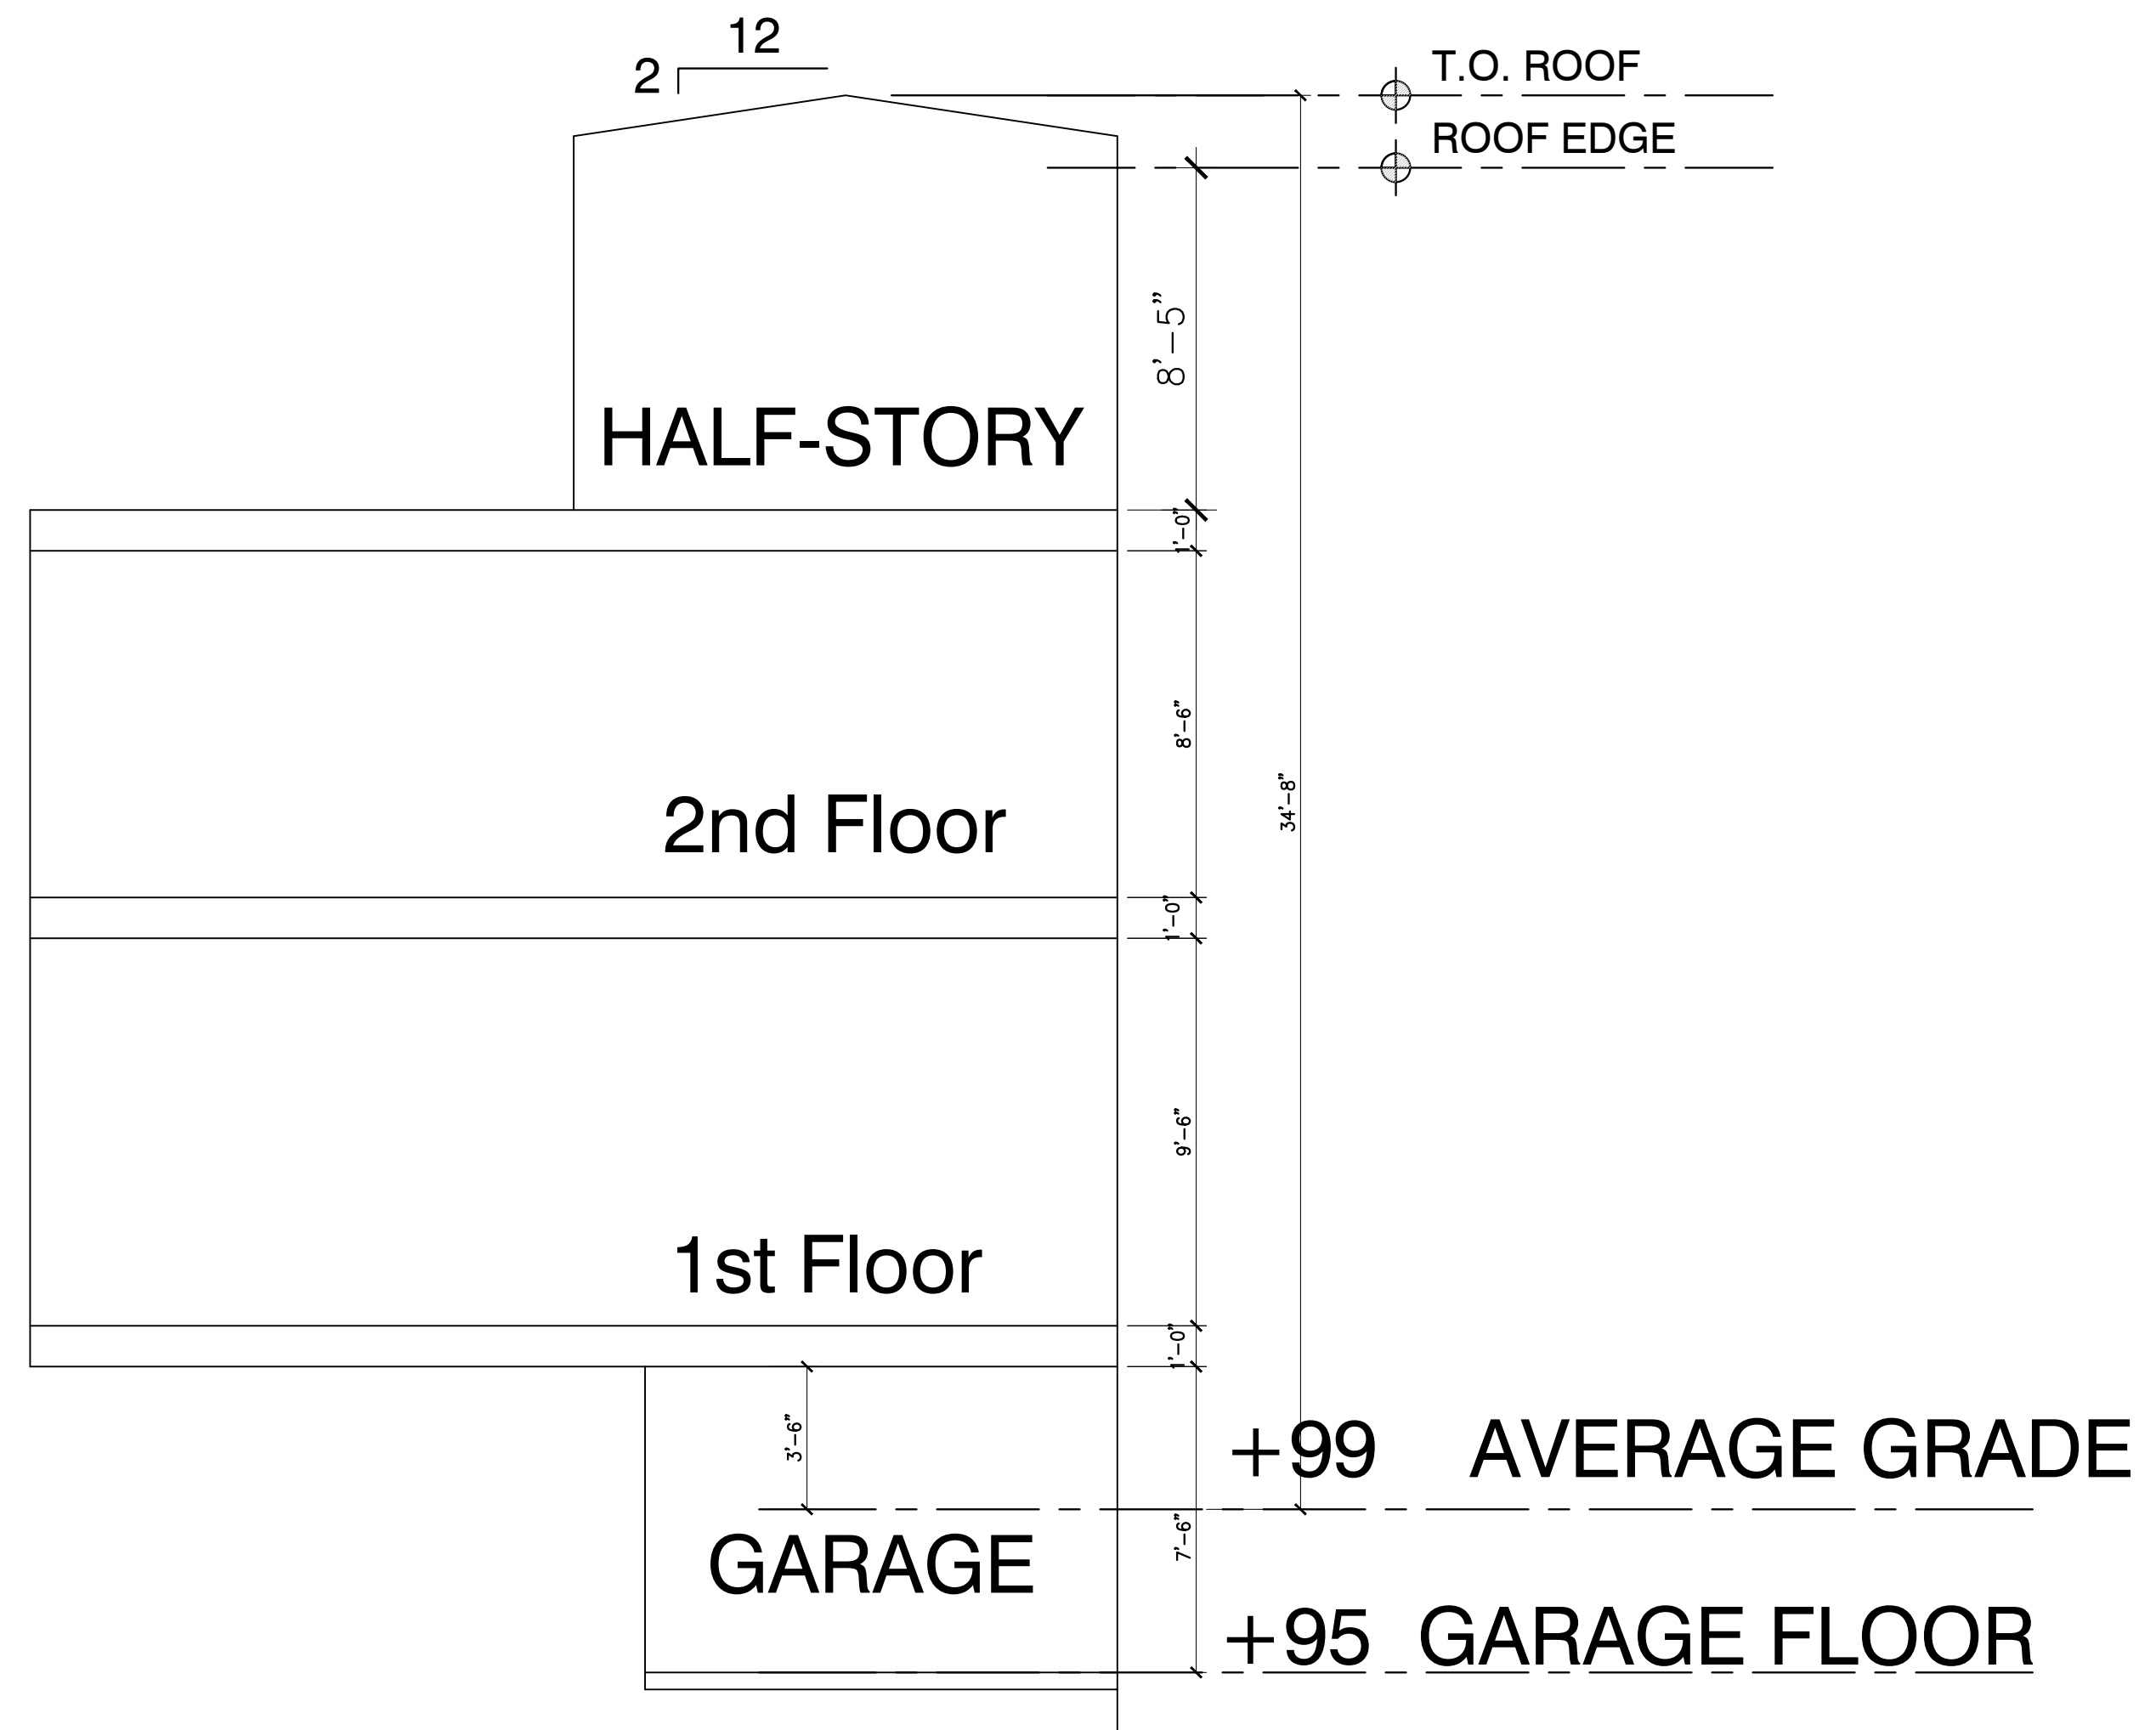 12
2
T.O. ROOF
ROOF EDGE
8'-5"
HALF-STORY
1'-0"
8'-6"
34'-8"
2nd Floor
1'-0"
9'-6"
1st Floor
1'-0"
3'-6"
+99 AVERAGE GRADE
7'-6"
GARAGE
+95 GARAGE FLOOR